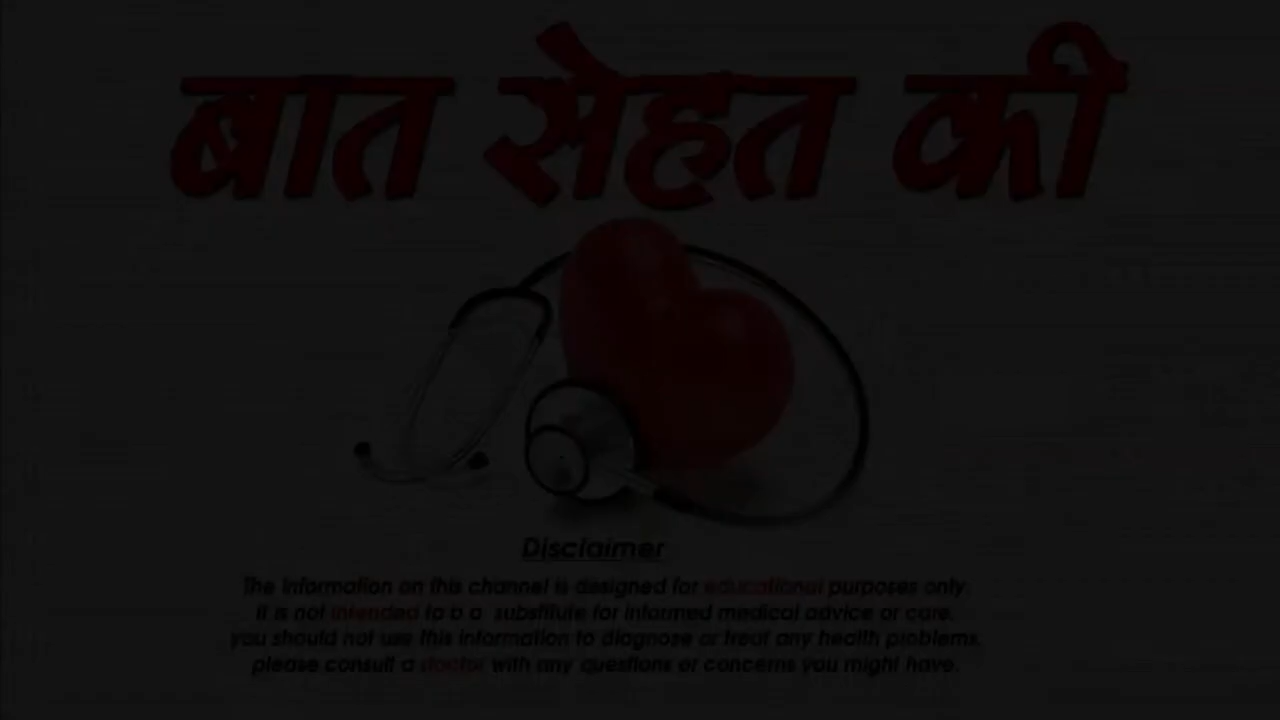 बात सेहत की
Disclaimer
The information on this channel is designed for educational purposes only.
it is not intended to b a substitute for informed medical advice or care.
you should not use this information to diagnose or treat any health problems.
please consult a doctor with any questions or concerns you might have.